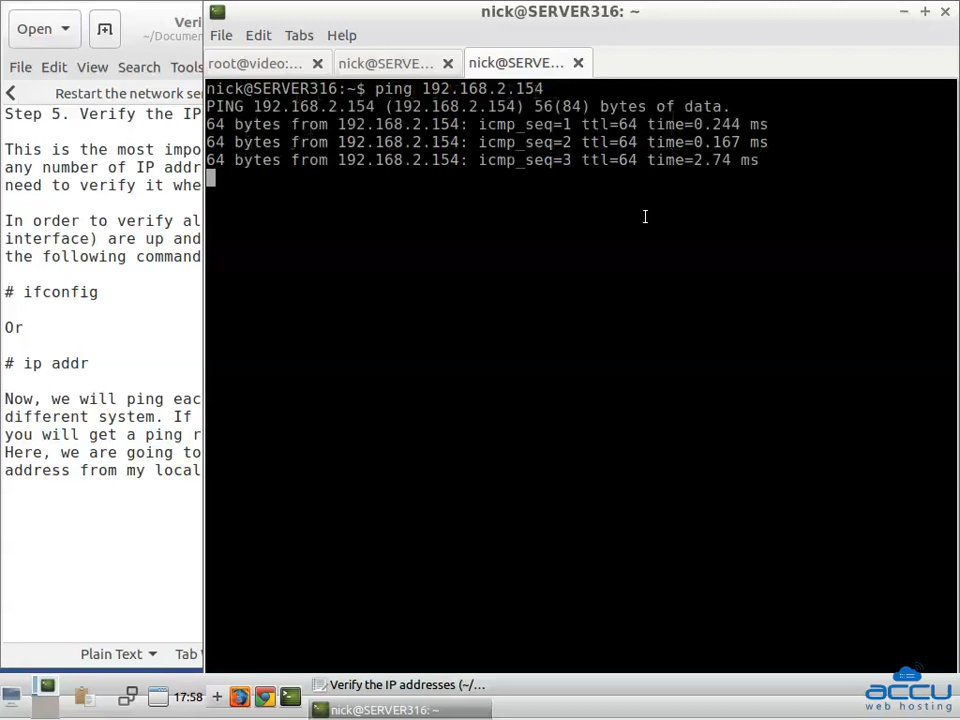 Open
Veri
~/Documen
File Edit View Search Tools
Restart the network se
Step 5. Verify the IP
This is the most impo
any number of IP addr
need to verify it whe
In order to verify al
interface) are up and
the following command
# ifconfig
Or
# ip addr
Now, we will ping eac
different system. If
you will get a ping r
Here, we are going to
address from my local
Plain Text
Tab W
nick@SERVER316: ~
File Edit Tabs Help
root@video:...
nick@SERVE...
nick@SERVE...
nick@SERVER316:~$ ping 192.168.2.154
PING 192.168.2.154 (192.168.2.154) 56(84) bytes of data.
64 bytes from 192.168.2.154: icmp_seq=1 ttl=64 time=0.244 ms
64 bytes from 192.168.2.154: icmp_seq=2 ttl=64 time=0.167 ms
64 bytes from 192.168.2.154: icmp_seq=3 ttl=64 time=2.74 ms
17:58
Verify the IP addresses (~/...
nick@SERVER316: ~
accu
web hosting